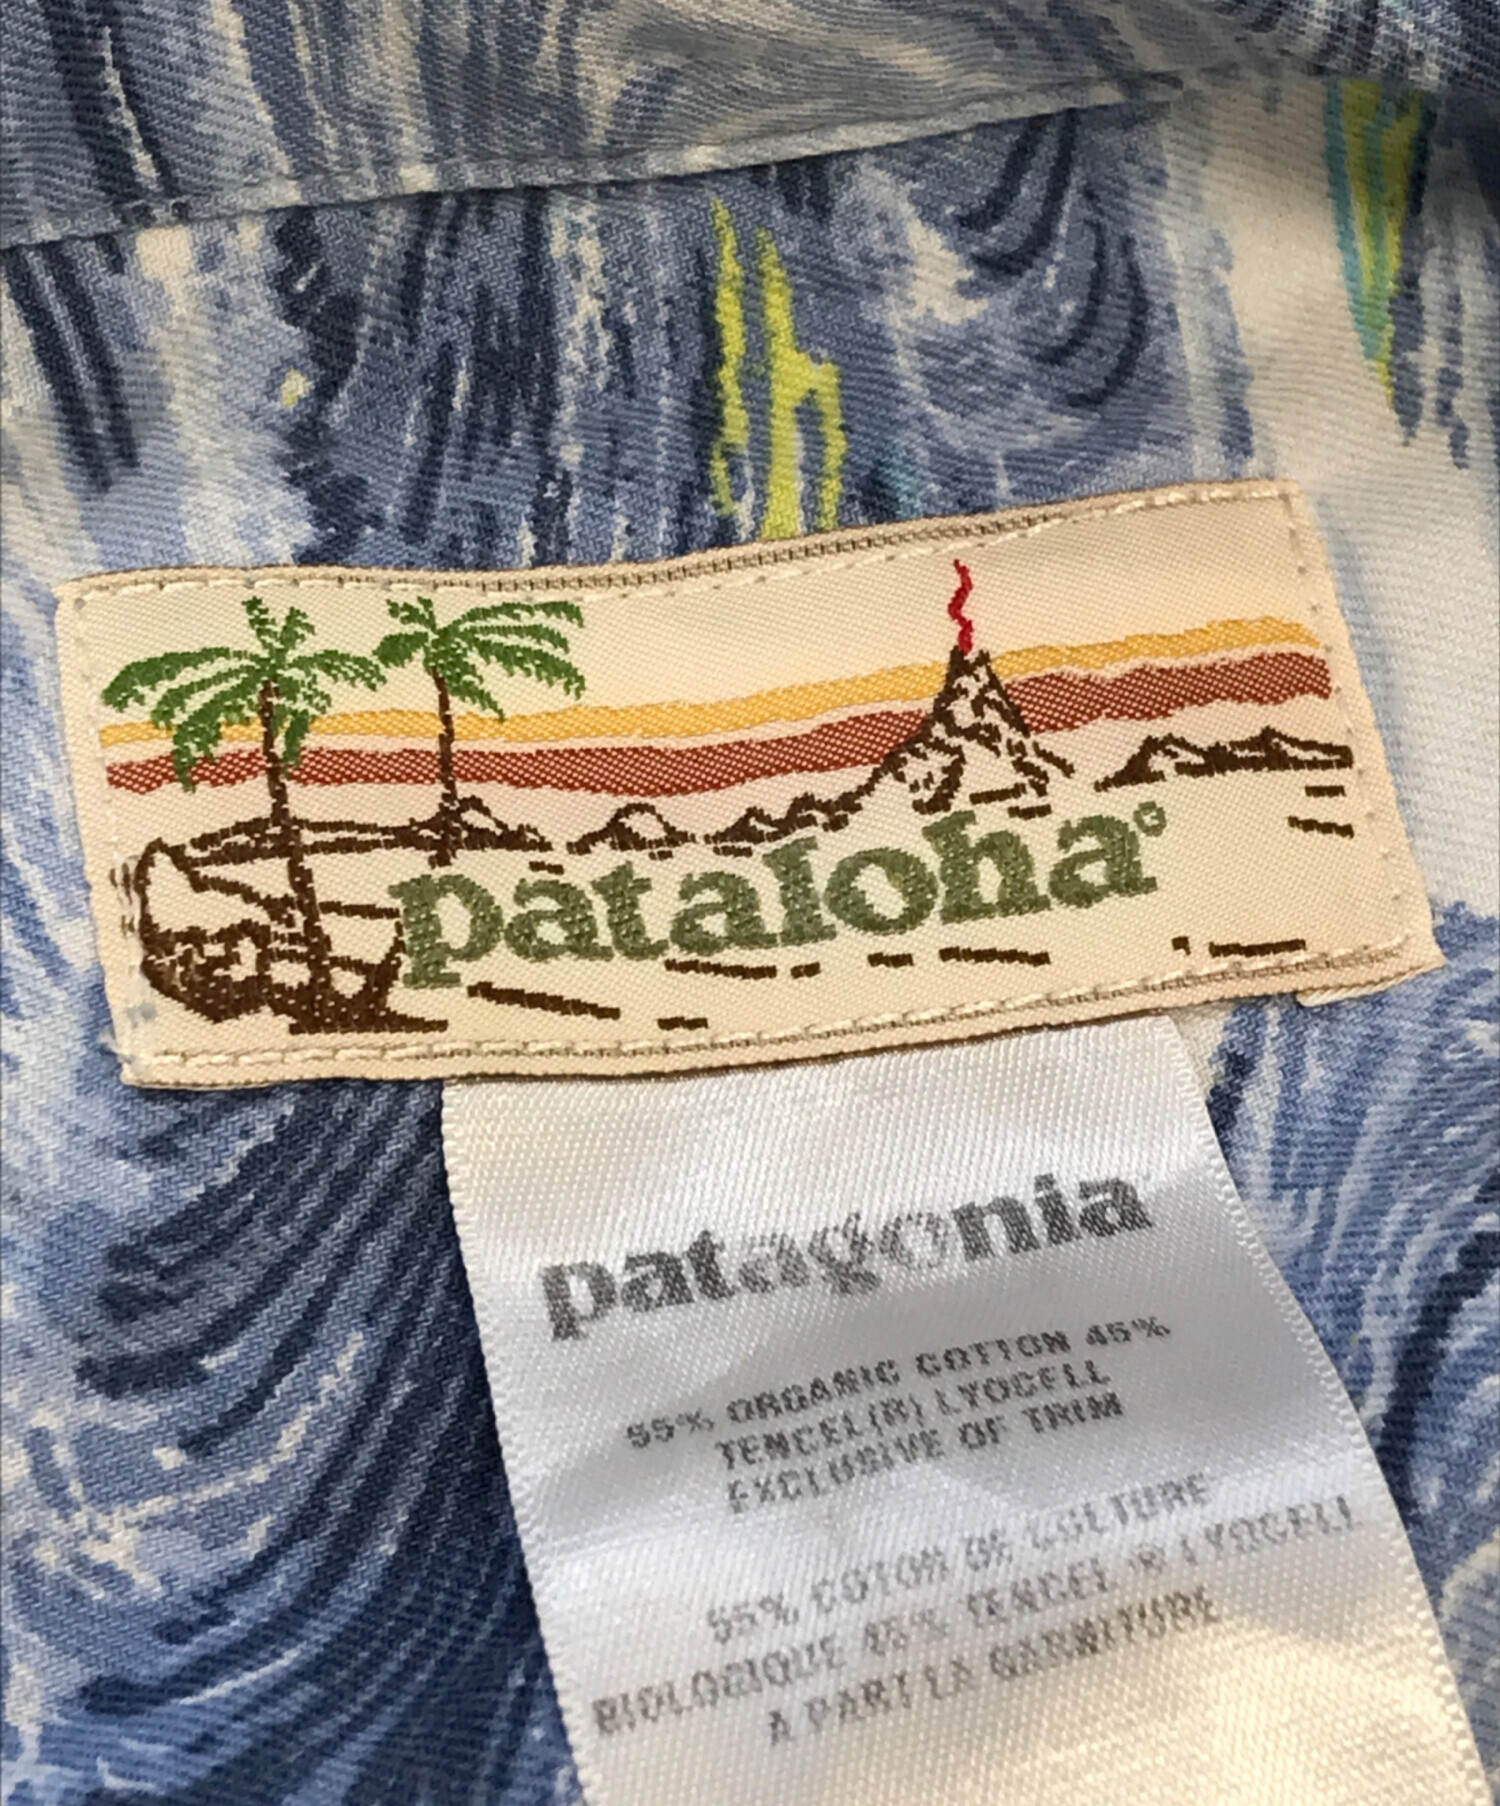 pataloha®
patagonia
55% ORGANIC COTTON 45%
TENCEL(R) LYOCELL
EXCLUSIVE OF TRIM
55% COTON DE CULTURE
BIOLOGIQUE 45% TENCEL ® LYOCELL
A PART LA GARNITURE